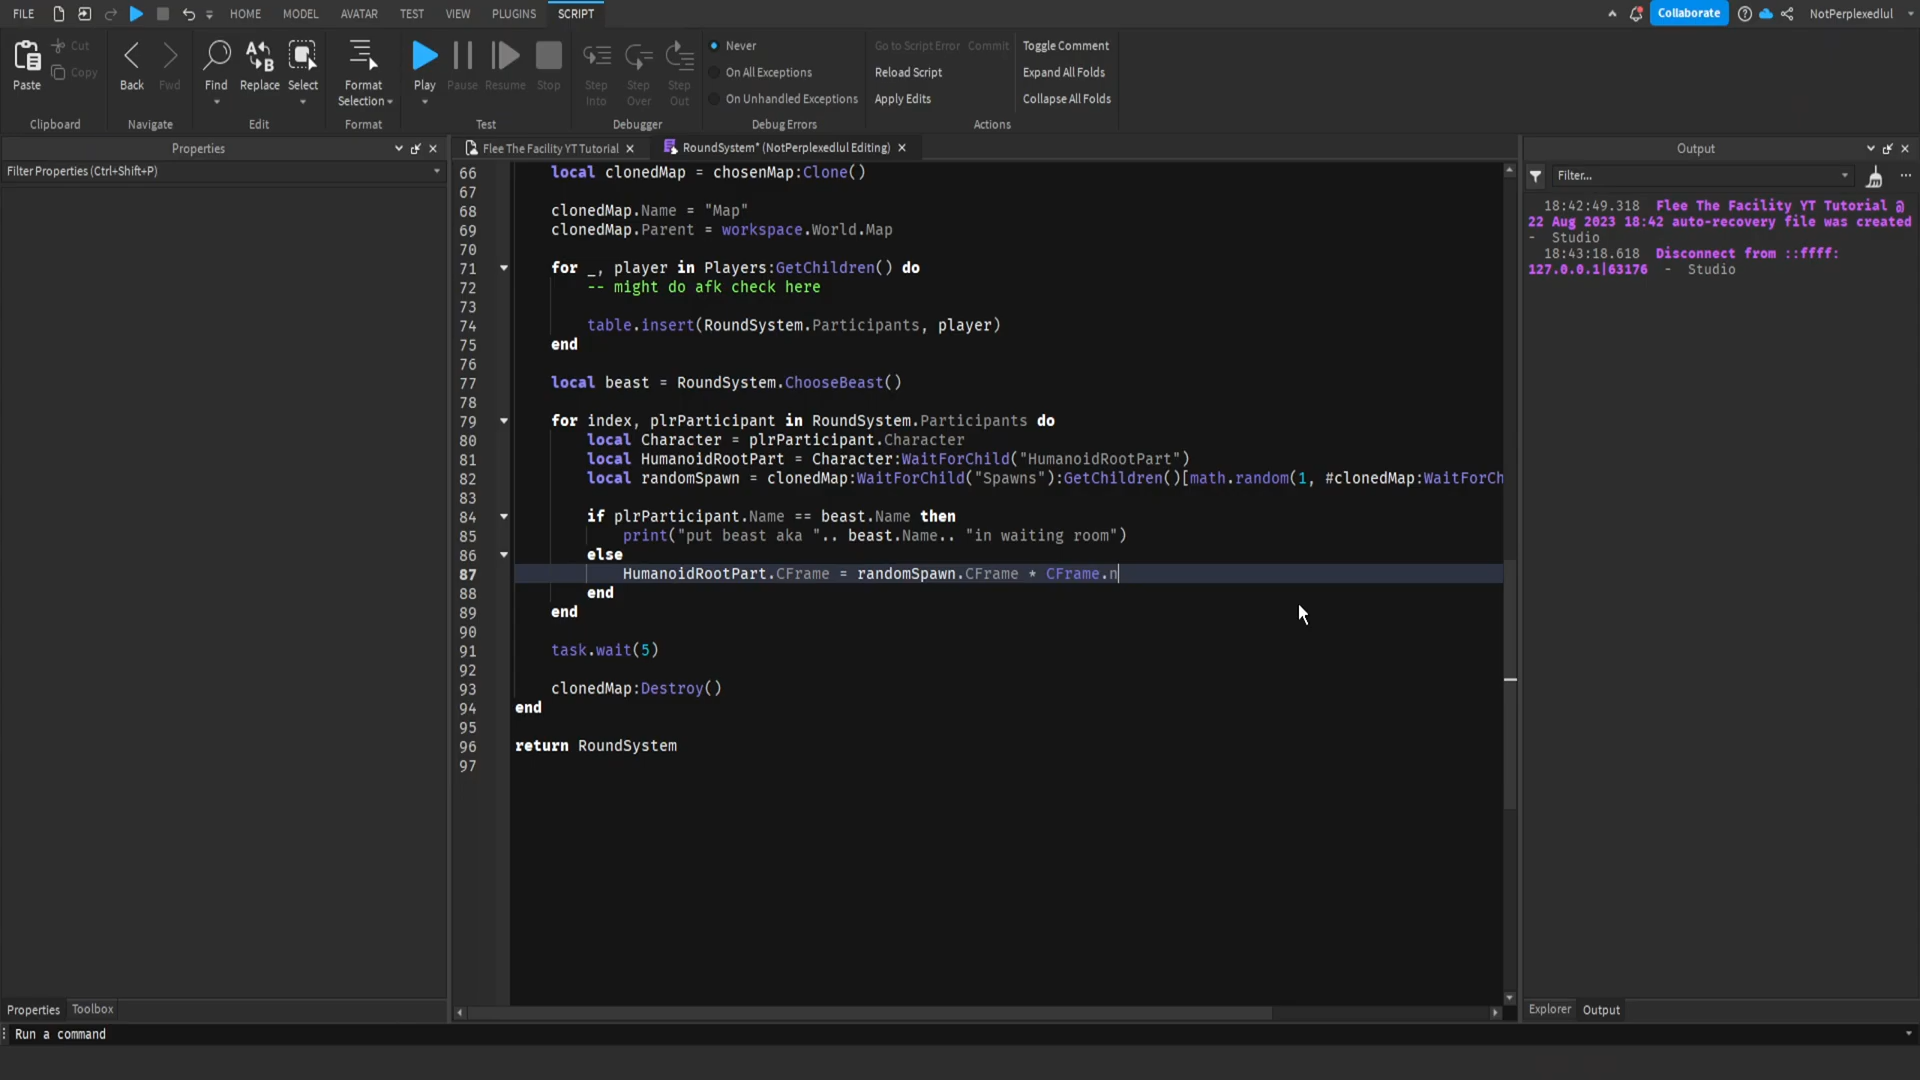 FILE HOME MODEL AVATAR TEST VIEW PLUGINS SCRIPT Collaborate NotPerplexedlul
Paste Cut Copy Back Fwd Find Replace Select Format Selection Play Pause Resume Stop Step Into Step Over Step Out
Never Go to Script Error Commit Toggle Comment
On All Exceptions Reload Script Expand All Folds
On Unhandled Exceptions Apply Edits Collapse All Folds
Clipboard Navigate Edit Format Test Debugger Debug Errors Actions
Properties Flee The Facility YT Tutorial RoundSystem* (NotPerplexedlul Editing) Output
Filter Properties (Ctrl+Shift+P)
Filter...
66 local clonedMap = chosenMap:Clone()
67
68 clonedMap.Name = "Map"
69 clonedMap.Parent = workspace.World.Map
70
71 for _, player in Players:GetChildren() do
72 -- might do afk check here
73
74 table.insert(RoundSystem.Participants, player)
75 end
76
77 local beast = RoundSystem.ChooseBeast()
78
79 for index, plrParticipant in RoundSystem.Participants do
80 local Character = plrParticipant.Character
81 local HumanoidRootPart = Character:WaitForChild("HumanoidRootPart")
82 local randomSpawn = clonedMap:WaitForChild("Spawns"):GetChildren()[math.random(1, #clonedMap:WaitForCh
83
84 if plrParticipant.Name == beast.Name then
85 print("put beast aka ".. beast.Name.. "in waiting room")
86 else
87 HumanoidRootPart.CFrame = randomSpawn.CFrame * CFrame.n
88 end
89 end
90
91 task.wait(5)
92
93 clonedMap:Destroy()
94 end
95
96 return RoundSystem
97
18:42:49.318 Flee The Facility YT Tutorial @
22 Aug 2023 18:42 auto-recovery file was created
- Studio
18:43:18.618 Disconnect from ::ffff:
127.0.0.1|63176 - Studio
Properties Toolbox Explorer Output
Run a command